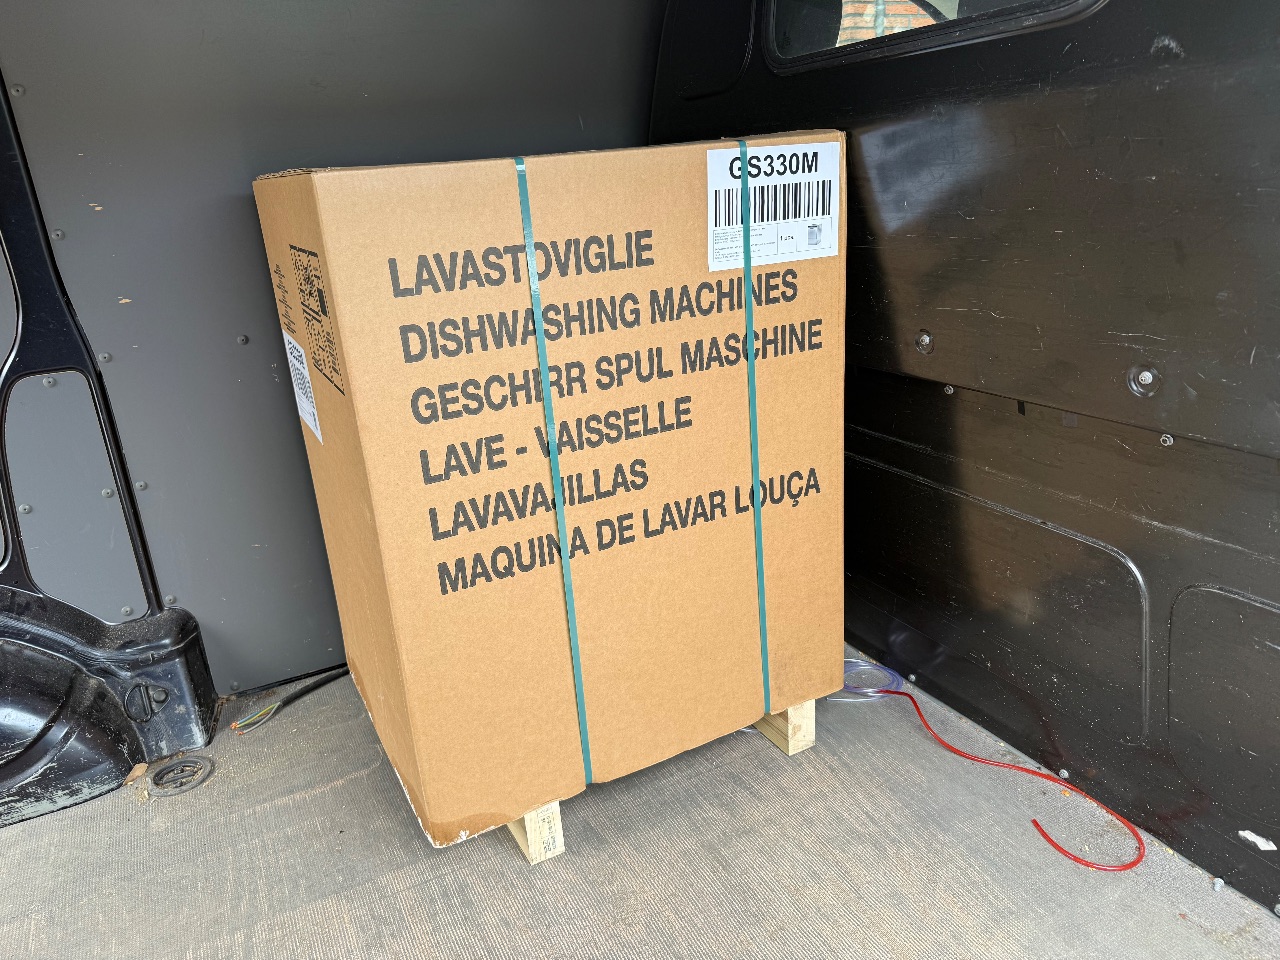 GS330M
LAVASTOVIGLIE
DISHWASHING MACHINES
GESCHIRR SPUL MASCHINE
LAVE - VAISSELLE
LAVAVAJILLAS
MAQUINA DE LAVAR LOUÇA